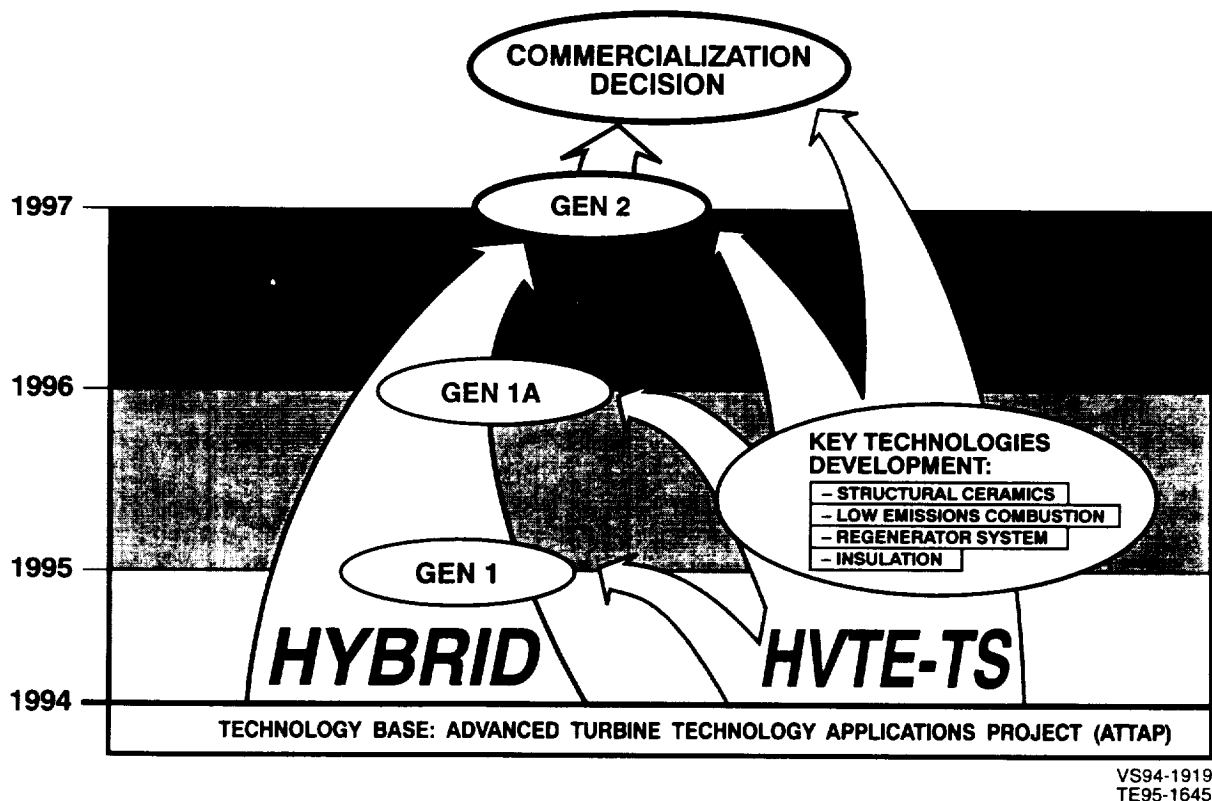 COMMERCIALIZATION
DECISION
1997
GEN 2
1996
GEN 1A
KEY TECHNOLOGIES
DEVELOPMENT:
– STRUCTURAL CERAMICS
– LOW EMISSIONS COMBUSTION
– REGENERATOR SYSTEM
– INSULATION
1995
GEN 1
HYBRID
HVTE-TS
1994
TECHNOLOGY BASE: ADVANCED TURBINE TECHNOLOGY APPLICATIONS PROJECT (ATTAP)
VS94-1919
TE95-1645